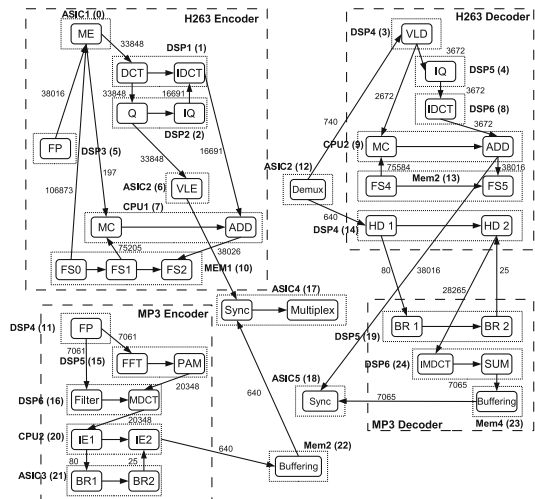 ASIC1 (0)
H263 Encoder
ME
33848
DSP1 (1)
DCT
IDCT
38016
33848
16691
Q
IQ
DSP2 (2)
FP
DSP3 (5)
33848
16691
106873
197
ASIC2 (6)
VLE
CPU1 (7)
MC
ADD
75205
38026
FS0
FS1
FS2
MEM1 (10)
H263 Decoder
DSP4 (3)
VLD
3672
IQ
DSP5 (4)
740
2672
3672
IDCT
DSP6 (8)
3672
CPU2 (9)
MC
ADD
75584
38016
ASIC2 (12)
Mem2 (13)
Demux
FS4
FS5
640
DSP4 (14)
HD 1
HD 2
80
38016
28265
25
ASIC4 (17)
Sync
Multiplex
MP3 Encoder
DSP4 (11)
FP
7061
7061
DSP5 (15)
FFT
PAM
20348
DSP6 (16)
Filter
MDCT
20348
CPU2 (20)
IE1
IE2
640
80
25
ASIC3 (21)
BR1
BR2
640
Mem2 (22)
Buffering
BR 1
BR 2
DSP5 (19)
DSP6 (24)
IMDCT
SUM
ASIC5 (18)
7065
7065
Sync
Buffering
MP3 Decoder
Mem4 (23)